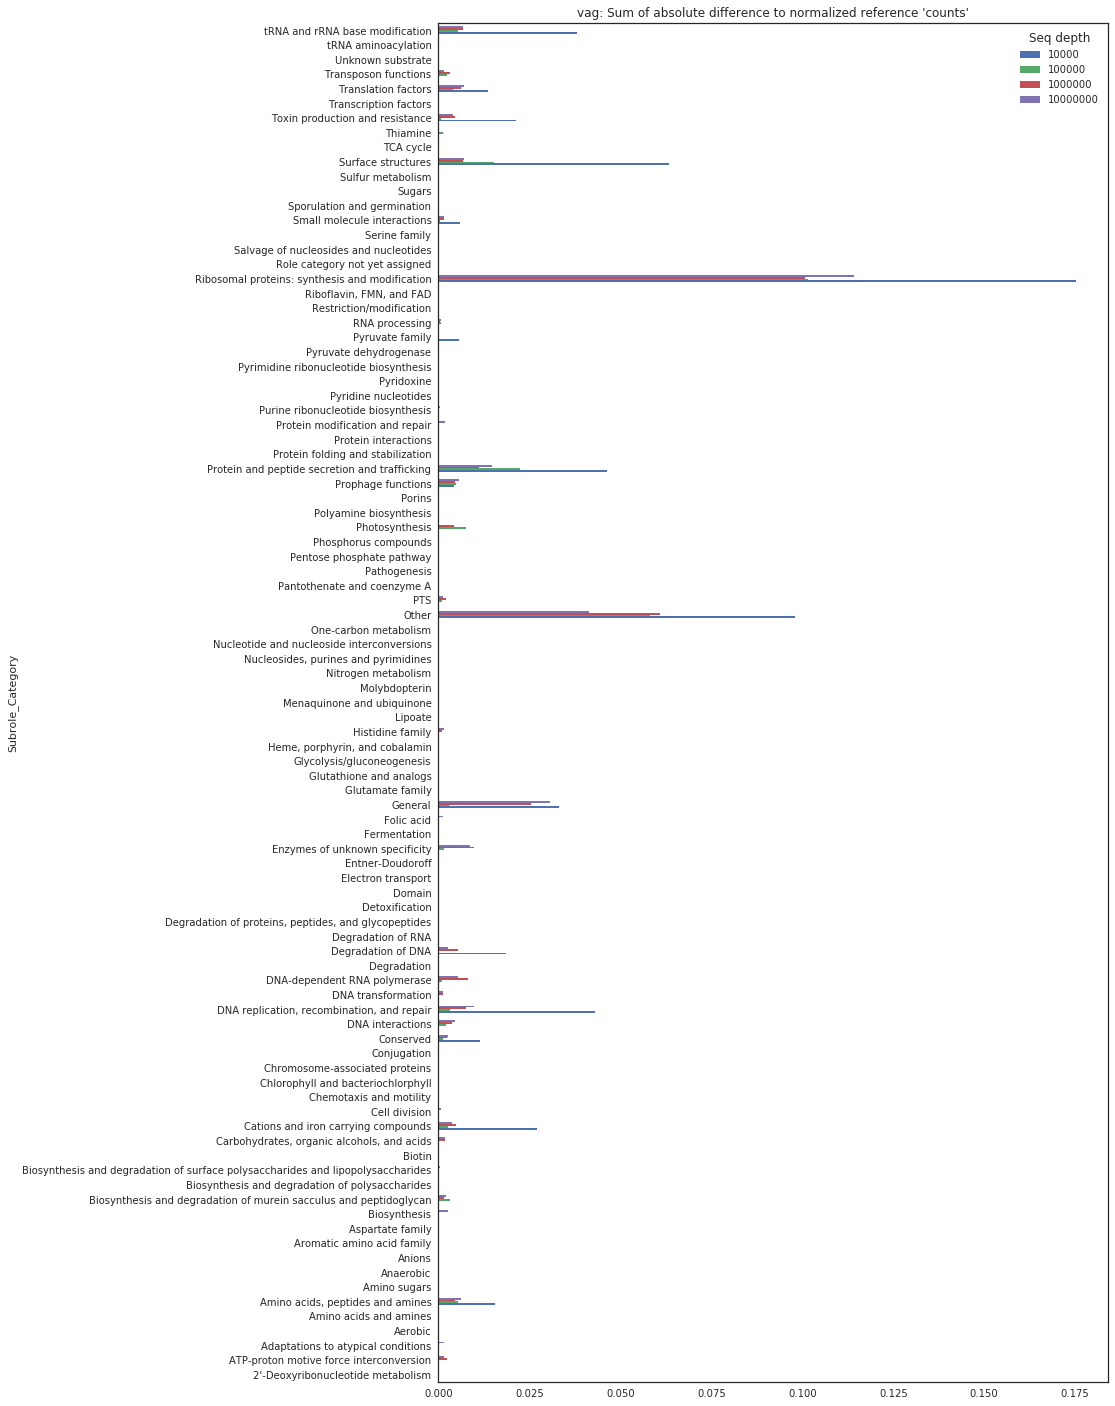 vag: Sum of absolute difference to normalized reference 'counts'
Seq depth
10000
100000
1000000
10000000
Subrole_Category
tRNA and rRNA base modification
tRNA aminoacylation
Unknown substrate
Transposon functions
Translation factors
Transcription factors
Toxin production and resistance
Thiamine
TCA cycle
Surface structures
Sulfur metabolism
Sugars
Sporulation and germination
Small molecule interactions
Serine family
Salvage of nucleosides and nucleotides
Role category not yet assigned
Ribosomal proteins: synthesis and modification
Riboflavin, FMN, and FAD
Restriction/modification
RNA processing
Pyruvate family
Pyruvate dehydrogenase
Pyrimidine ribonucleotide biosynthesis
Pyridoxine
Pyridine nucleotides
Purine ribonucleotide biosynthesis
Protein modification and repair
Protein interactions
Protein folding and stabilization
Protein and peptide secretion and trafficking
Prophage functions
Porins
Polyamine biosynthesis
Photosynthesis
Phosphorus compounds
Pentose phosphate pathway
Pathogenesis
Pantothenate and coenzyme A
PTS
Other
One-carbon metabolism
Nucleotide and nucleoside interconversions
Nucleosides, purines and pyrimidines
Nitrogen metabolism
Molybdopterin
Menaquinone and ubiquinone
Lipoate
Histidine family
Heme, porphyrin, and cobalamin
Glycolysis/gluconeogenesis
Glutathione and analogs
Glutamate family
General
Folic acid
Fermentation
Enzymes of unknown specificity
Entner-Doudoroff
Electron transport
Domain
Detoxification
Degradation of proteins, peptides, and glycopeptides
Degradation of RNA
Degradation of DNA
Degradation
DNA-dependent RNA polymerase
DNA transformation
DNA replication, recombination, and repair
DNA interactions
Conserved
Conjugation
Chromosome-associated proteins
Chlorophyll and bacteriochlorphyll
Chemotaxis and motility
Cell division
Cations and iron carrying compounds
Carbohydrates, organic alcohols, and acids
Biotin
Biosynthesis and degradation of surface polysaccharides and lipopolysaccharides
Biosynthesis and degradation of polysaccharides
Biosynthesis and degradation of murein sacculus and peptidoglycan
Biosynthesis
Aspartate family
Aromatic amino acid family
Anions
Anaerobic
Amino sugars
Amino acids, peptides and amines
Amino acids and amines
Aerobic
Adaptations to atypical conditions
ATP-proton motive force interconversion
2'-Deoxyribonucleotide metabolism
0.000 0.025 0.050 0.075 0.100 0.125 0.150 0.175